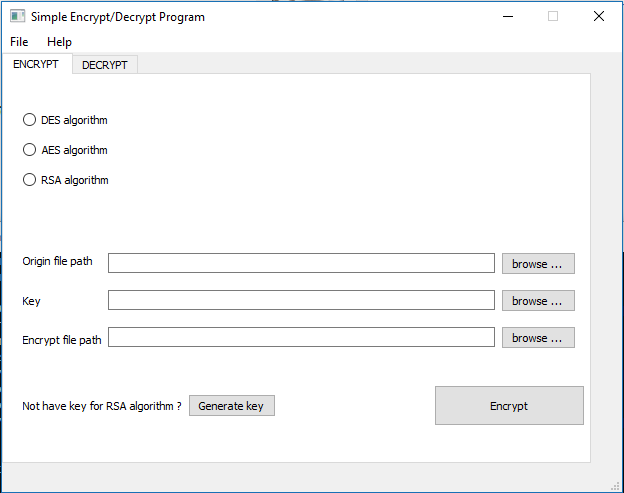 Simple Encrypt/Decrypt Program
File Help
ENCRYPT DECRYPT
DES algorithm
AES algorithm
RSA algorithm
Origin file path browse ...
Key browse ...
Encrypt file path browse ...
Not have key for RSA algorithm ? Generate key Encrypt